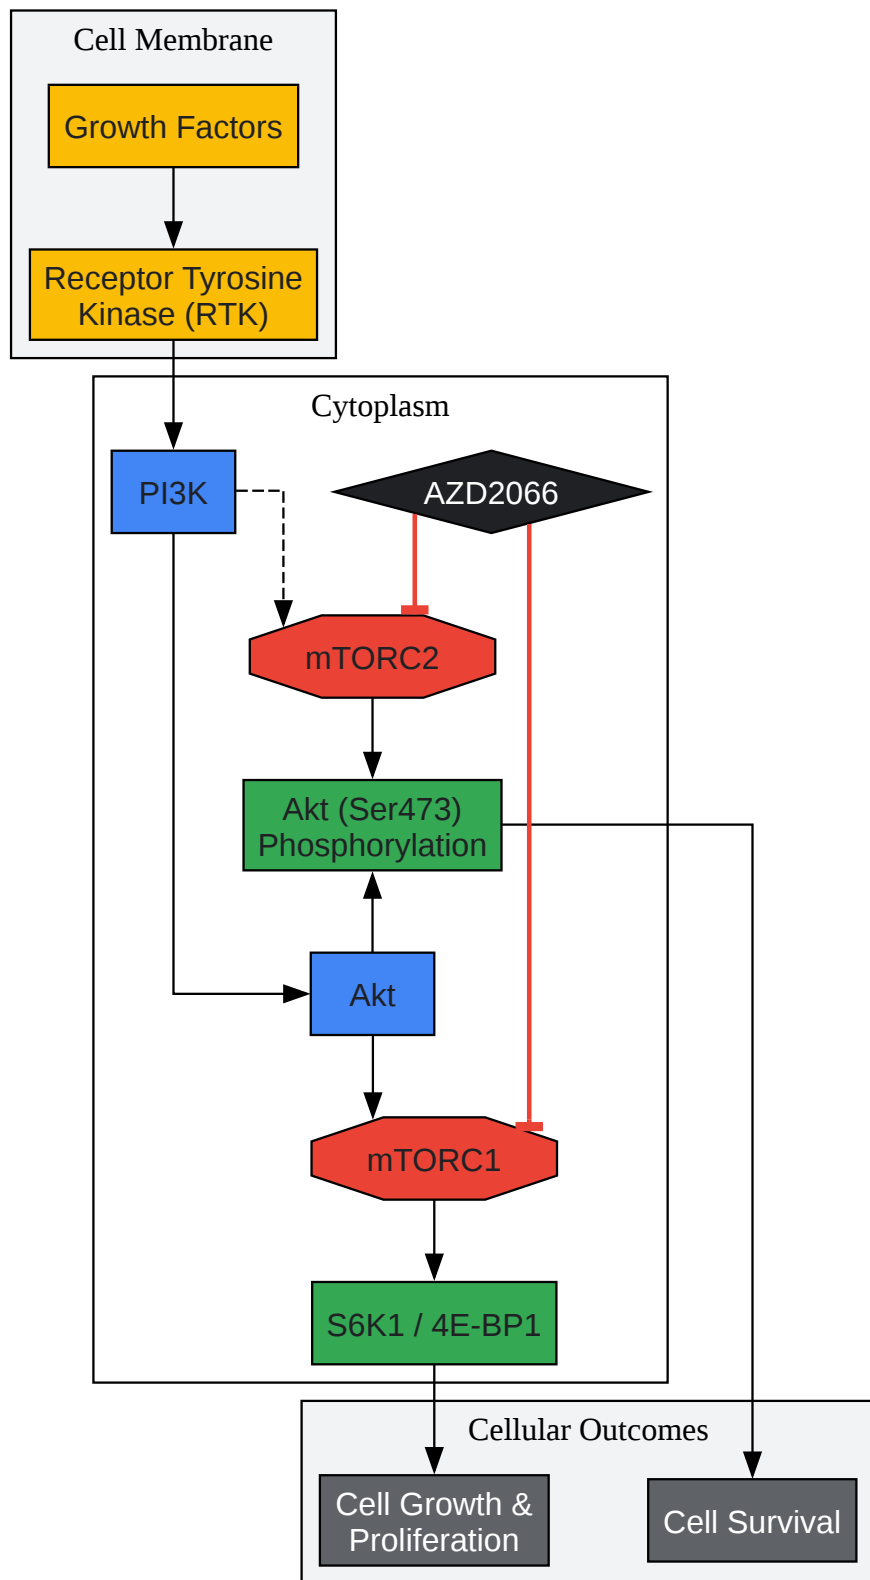 Cell Membrane
Growth Factors
Receptor Tyrosine
Kinase (RTK)
Cytoplasm
PI3K
AZD2066
mTORC2
Akt (Ser473)
Phosphorylation
Akt
mTORC1
S6K1 / 4E-BP1
Cellular Outcomes
Cell Growth &
Proliferation
Cell Survival